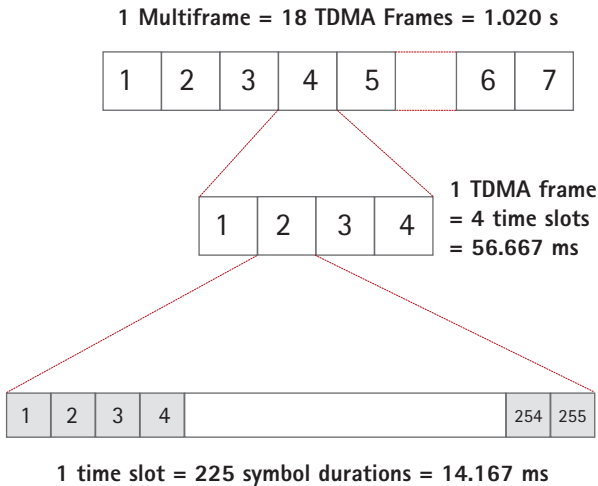 1 Multiframe = 18 TDMA Frames = 1.020 s
1 2 3 4 5 6 7
1 TDMA frame
= 4 time slots
= 56.667 ms
1 2 3 4
1 2 3 4 254 255
1 time slot = 225 symbol durations = 14.167 ms